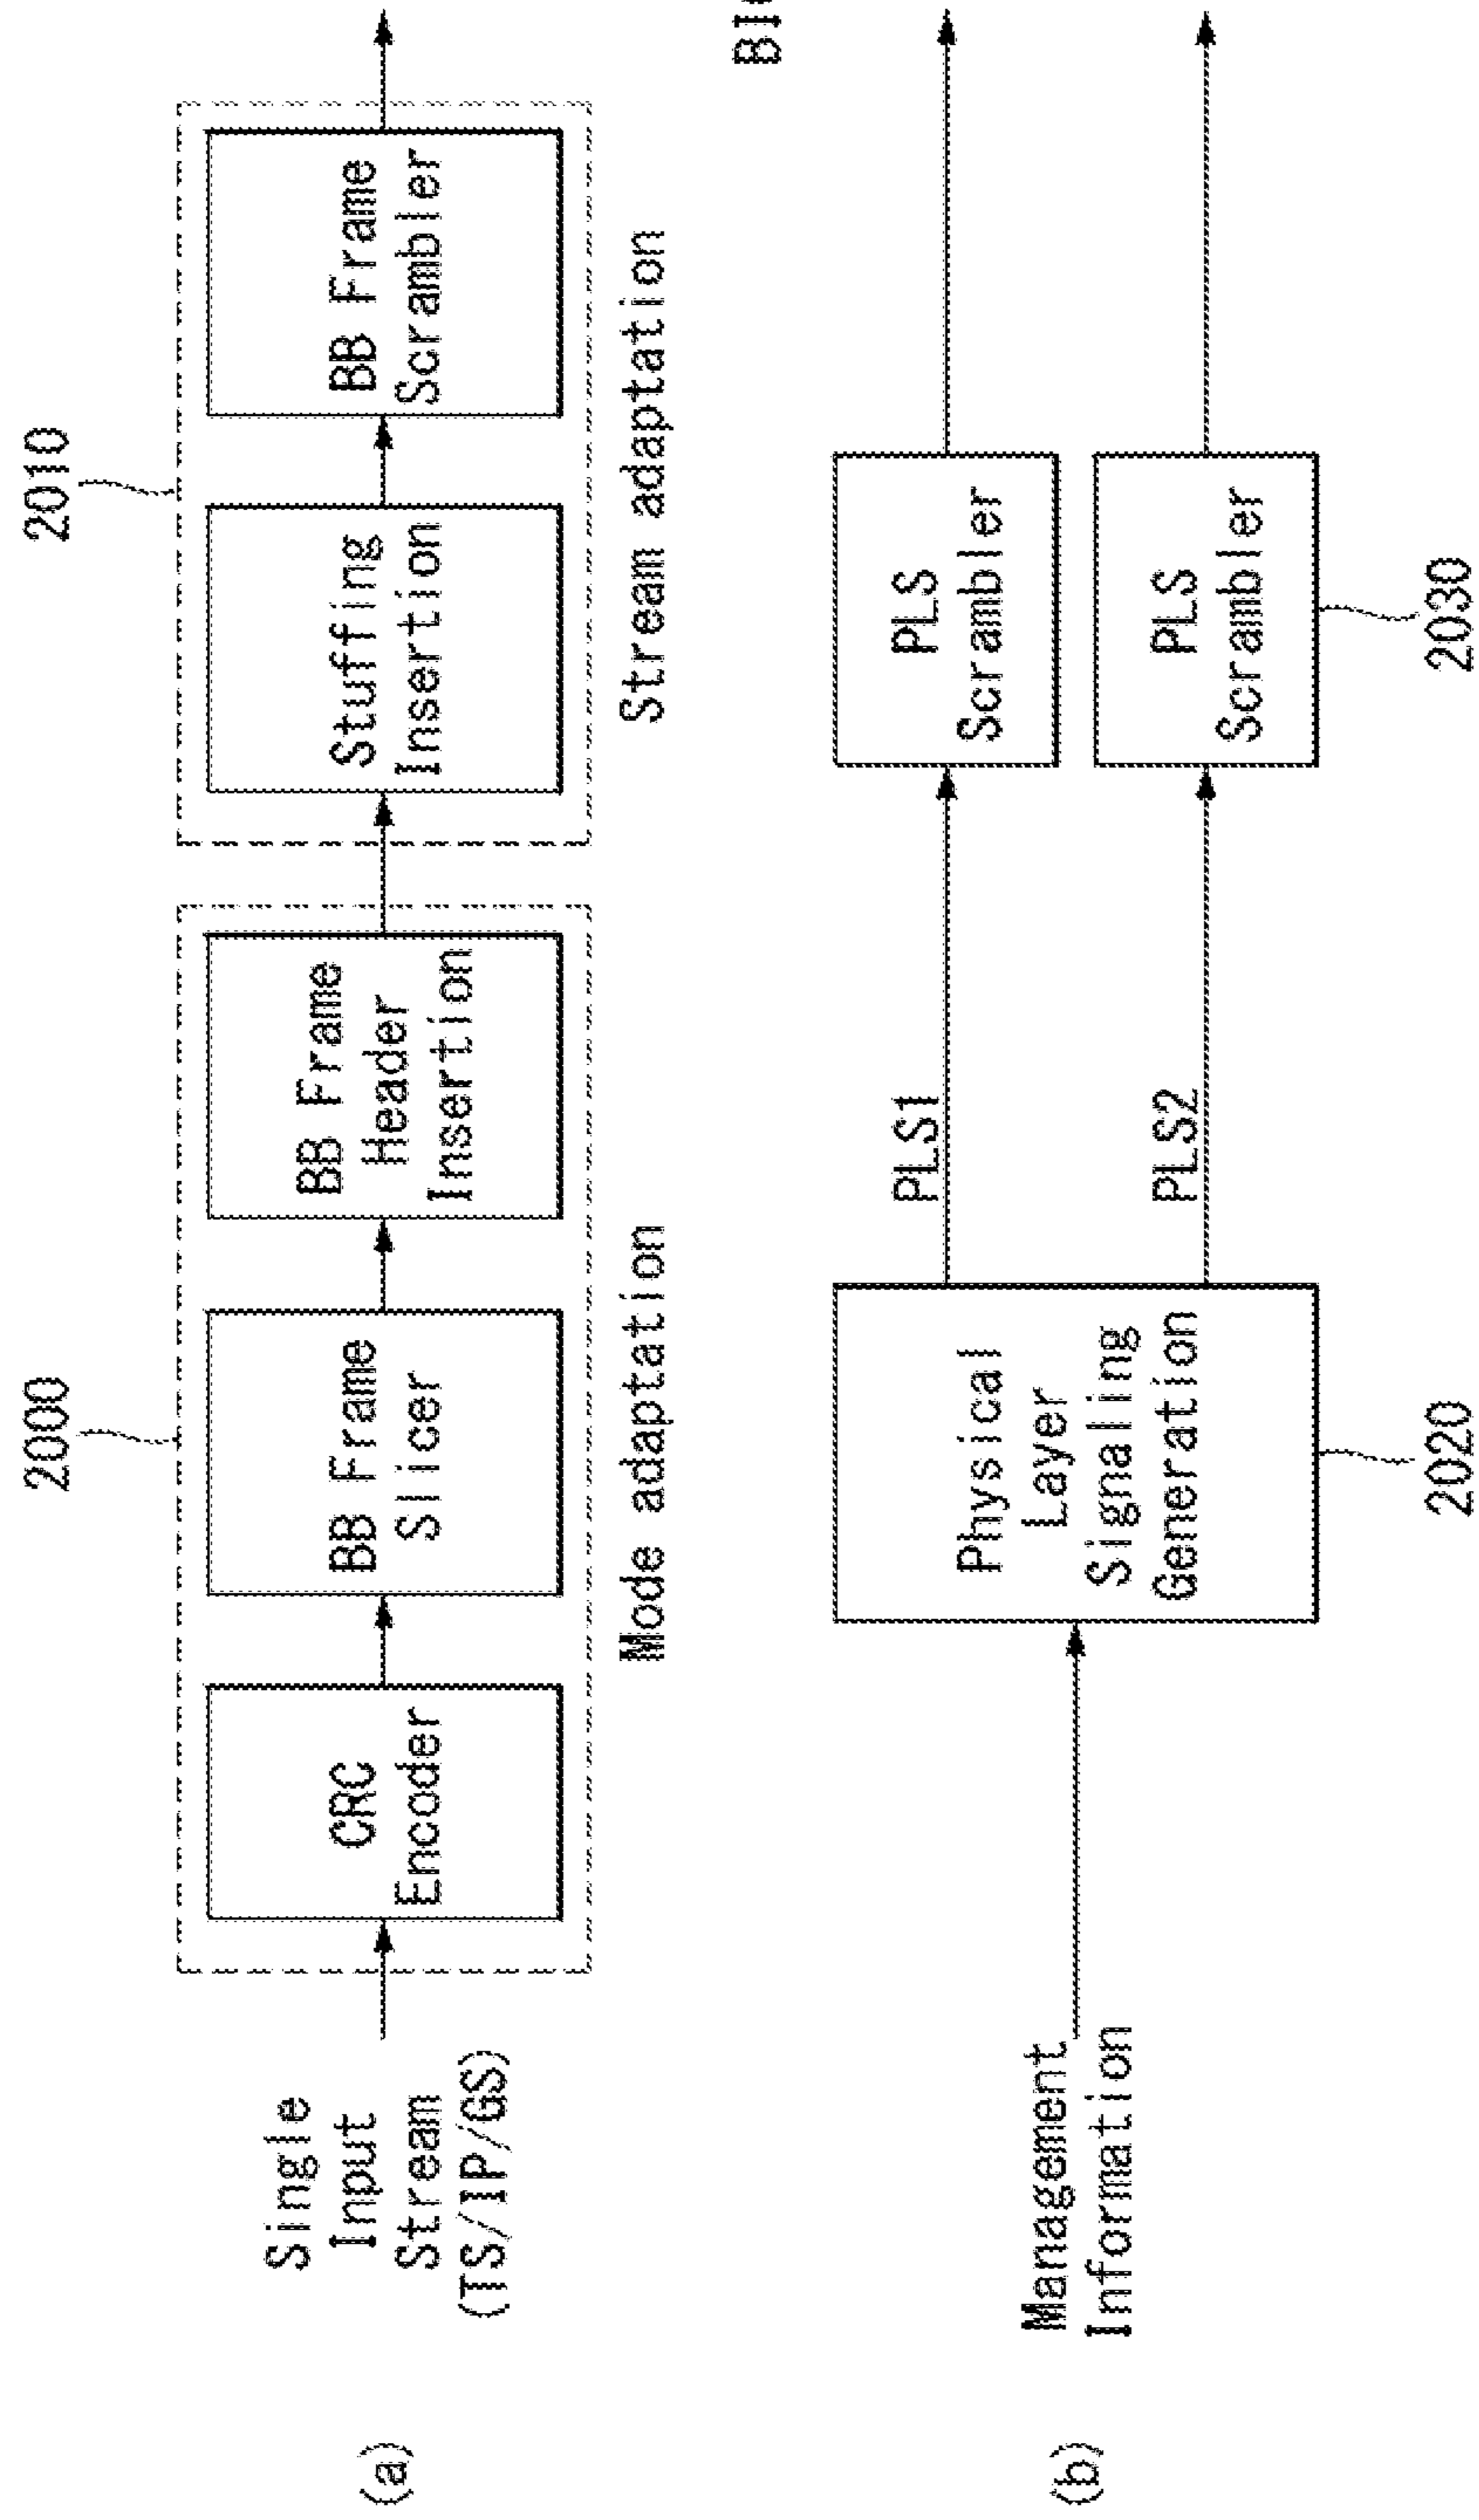 2000
2010
(a)
Single
Input
Stream
(TS/IP/GS)
CRC
Encoder
BB Frame
Slicer
BB Frame
Header
Insertion
Stuffing
Insertion
BB Frame
Scrambler
Mode adaptation
Stream adaptation
(b)
Management
Information
Physical
Layer
Signaling
Generation
PLS1
PLS2
PLS
Scrambler
PLS
Scrambler
2020
2030